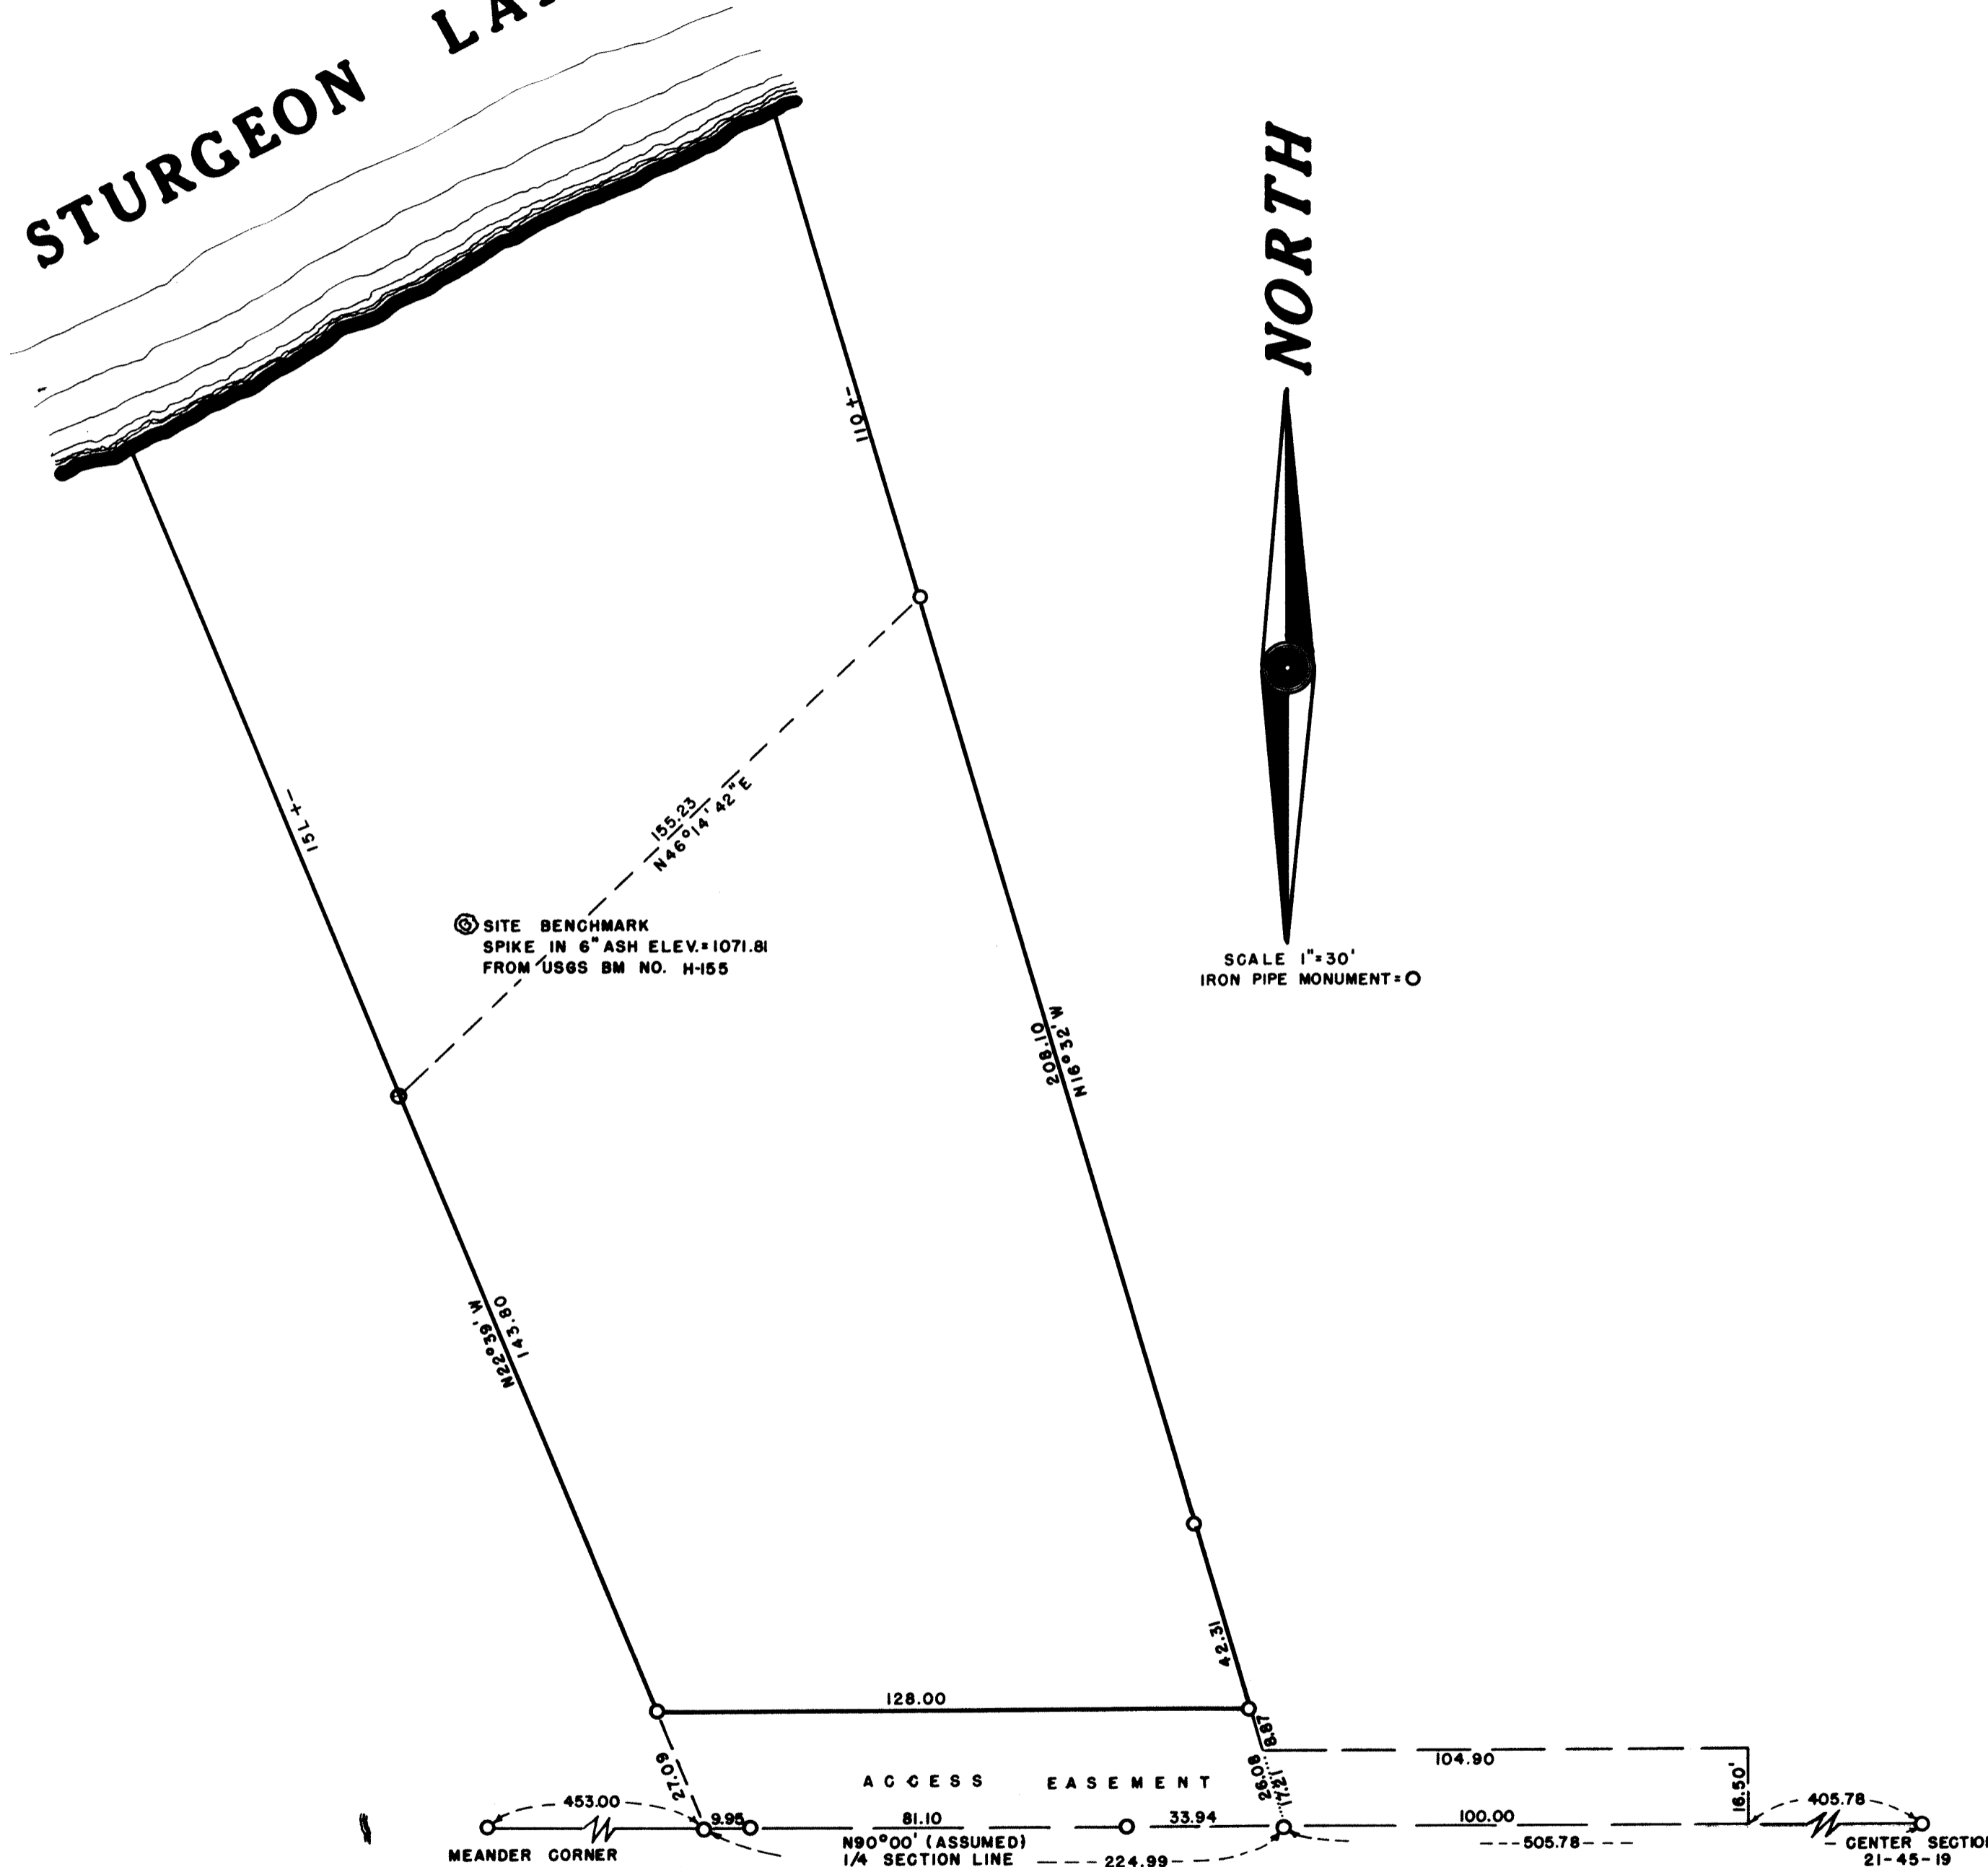 STURGEON LA
NORTH
110 +-
151 +-
155.23
N46°14'42"E
SITE BENCHMARK
SPIKE IN 6" ASH ELEV.=1071.81
FROM USGS BM NO. H-155
SCALE 1"=30'
IRON PIPE MONUMENT=O
208.10
N16°32'W
N22°39'W
143.80
42.31
128.00
8.87
27.09
26.08
17.21
104.90
16.50'
ACCESS EASEMENT
453.00
9.95
81.10
33.94
100.00
405.78
N90°00' (ASSUMED)
1/4 SECTION LINE
224.99
505.78
MEANDER CORNER
CENTER SECTION
21-45-19